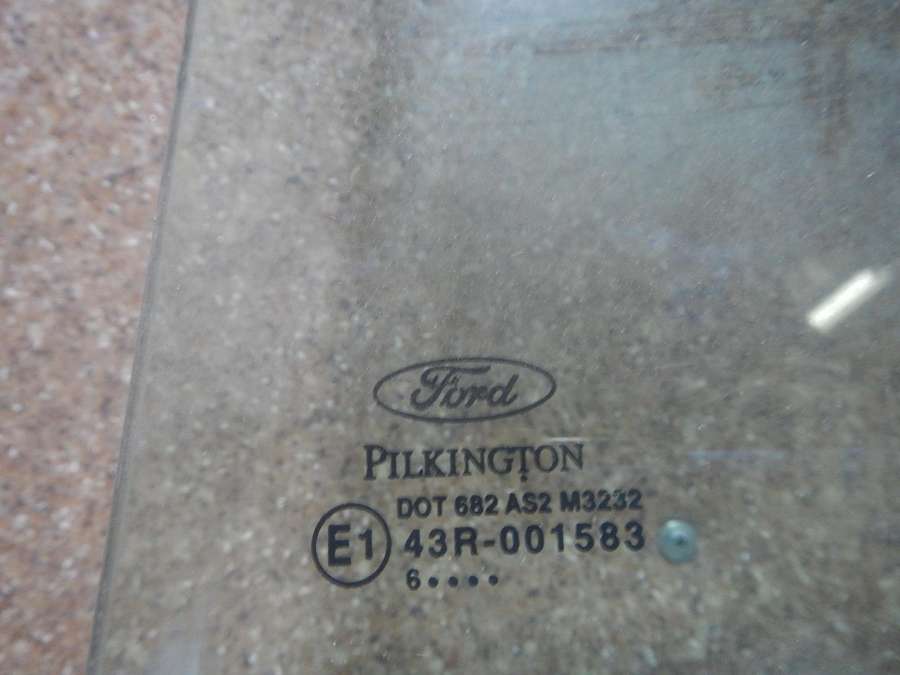 Ford
PILKINGTON
DOT 682 AS2 M3232
E1 43R-001583
6••••